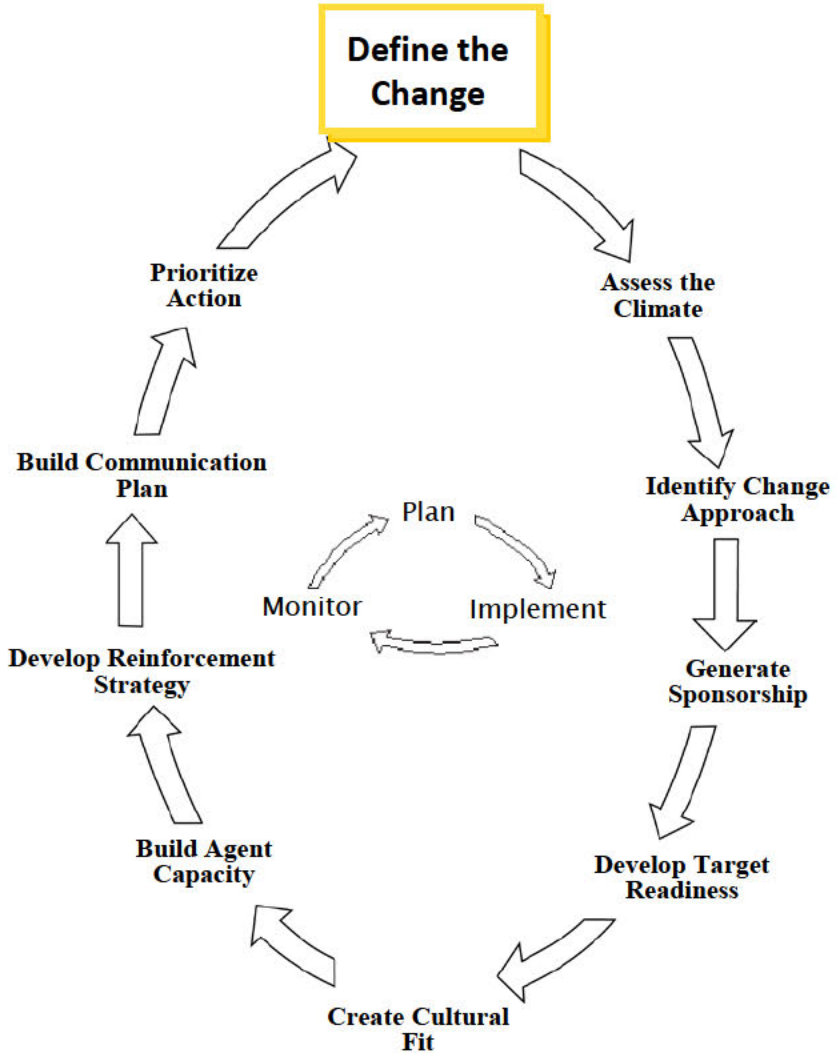 Define the
Change
Assess the
Climate
Identify Change
Approach
Generate
Sponsorship
Develop Target
Readiness
Create Cultural
Fit
Build Agent
Capacity
Develop Reinforcement
Strategy
Build Communication
Plan
Prioritize
Action
Plan
Implement
Monitor